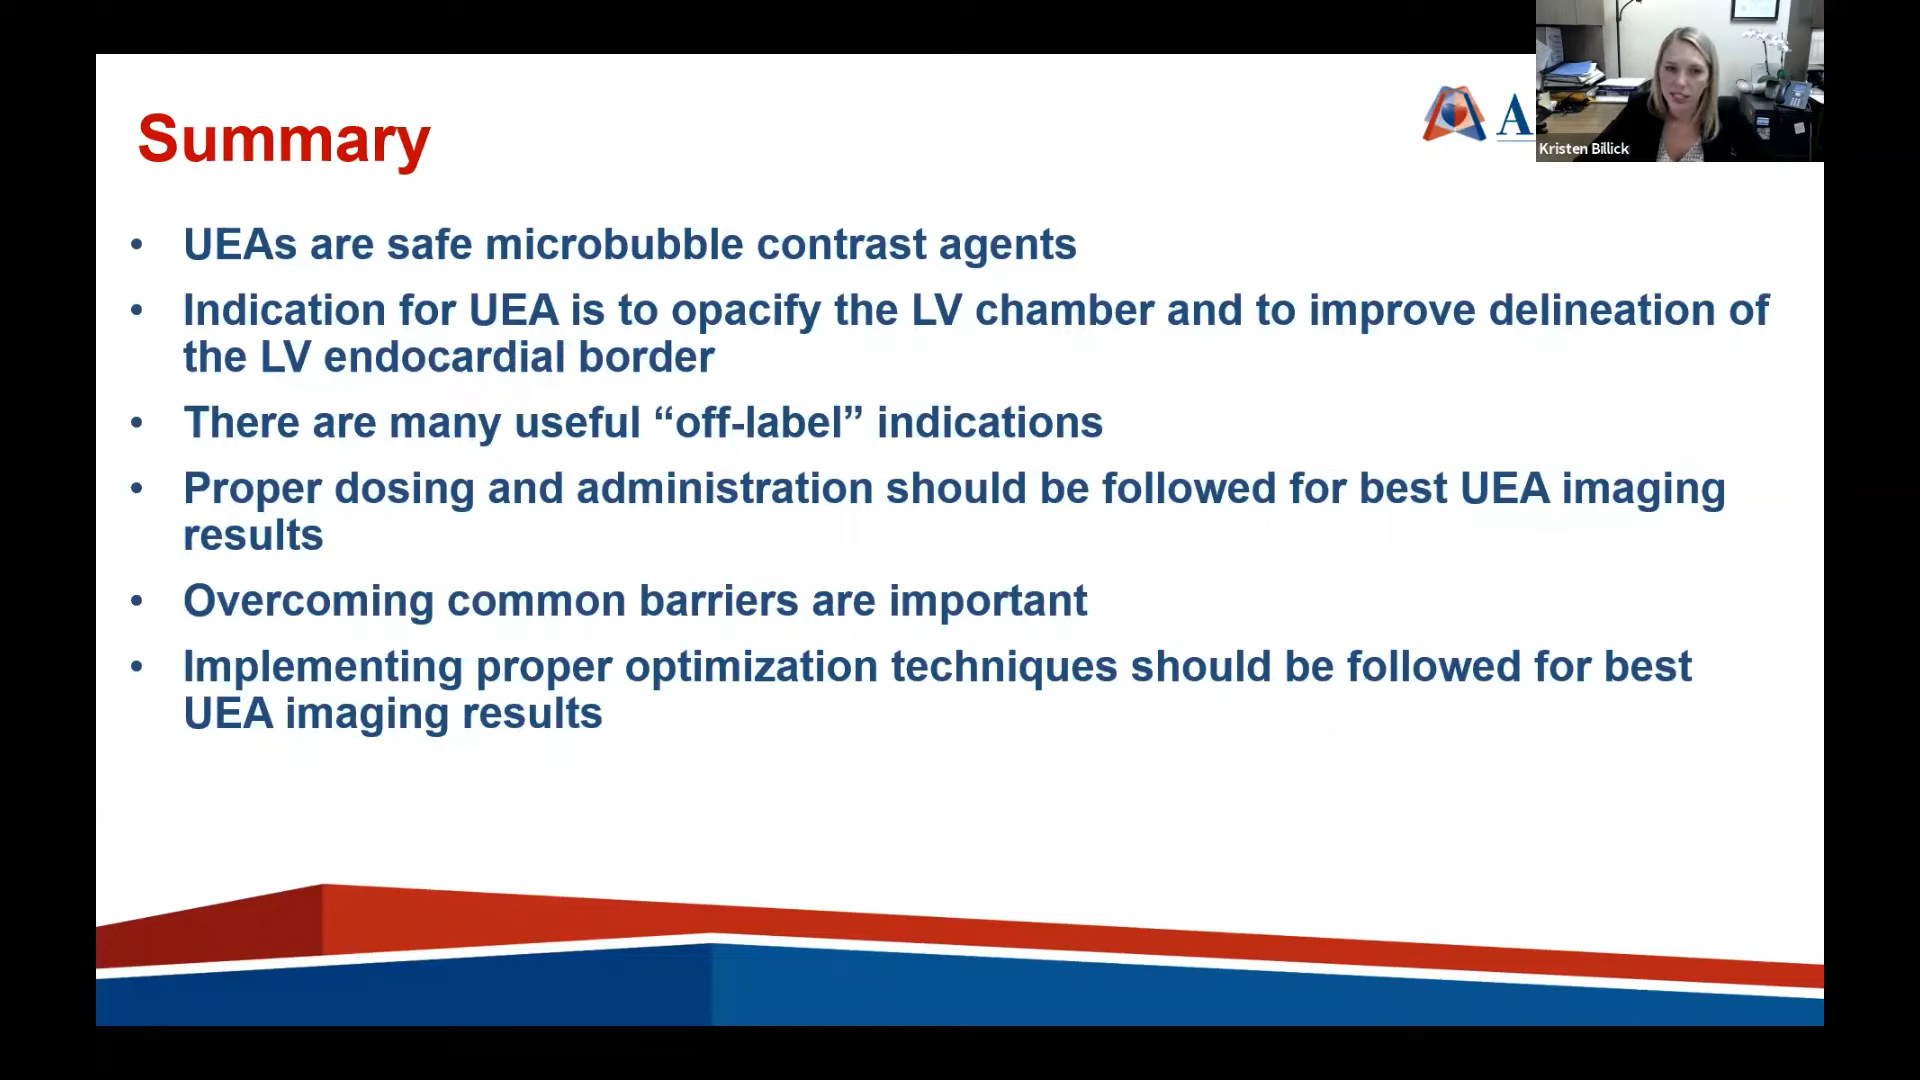 Summary
A
Kristen Billick
• UEAs are safe microbubble contrast agents
• Indication for UEA is to opacify the LV chamber and to improve delineation of
the LV endocardial border
• There are many useful “off-label” indications
• Proper dosing and administration should be followed for best UEA imaging
results
• Overcoming common barriers are important
• Implementing proper optimization techniques should be followed for best
UEA imaging results